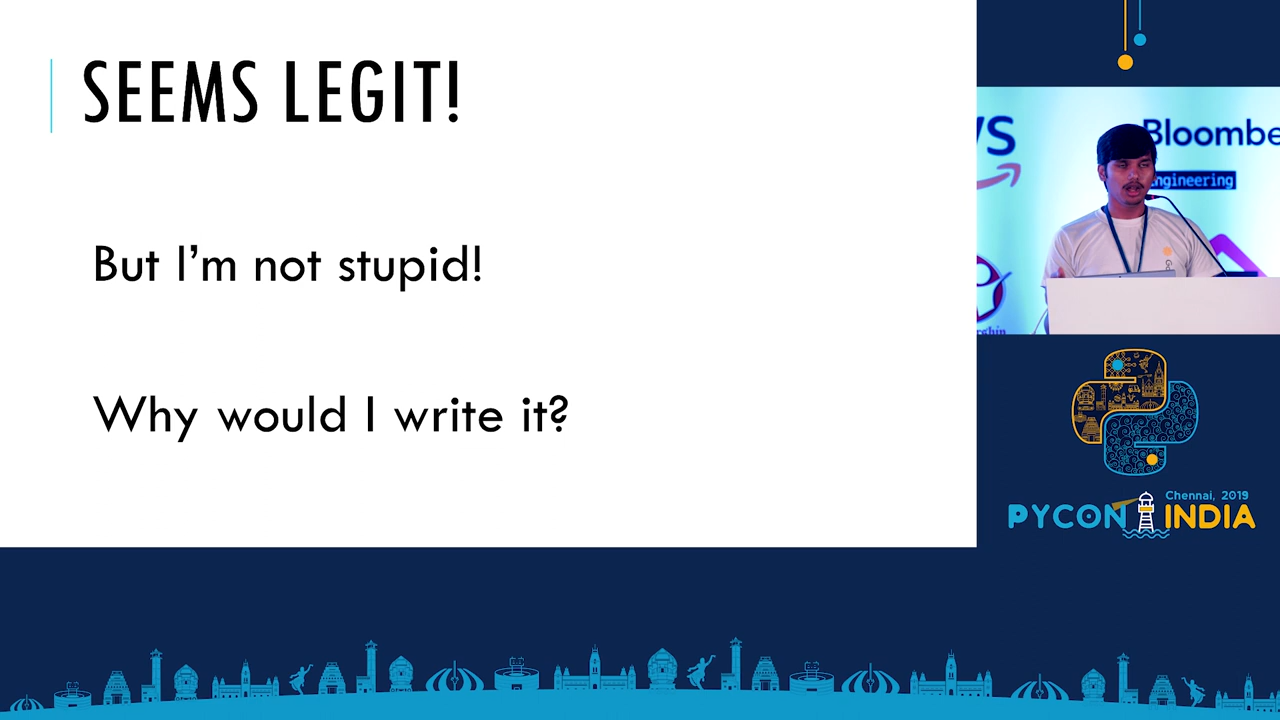 SEEMS LEGIT!
But I'm not stupid!
Why would I write it?
Bloombe
Engineering
Chennai, 2019
PYCON INDIA